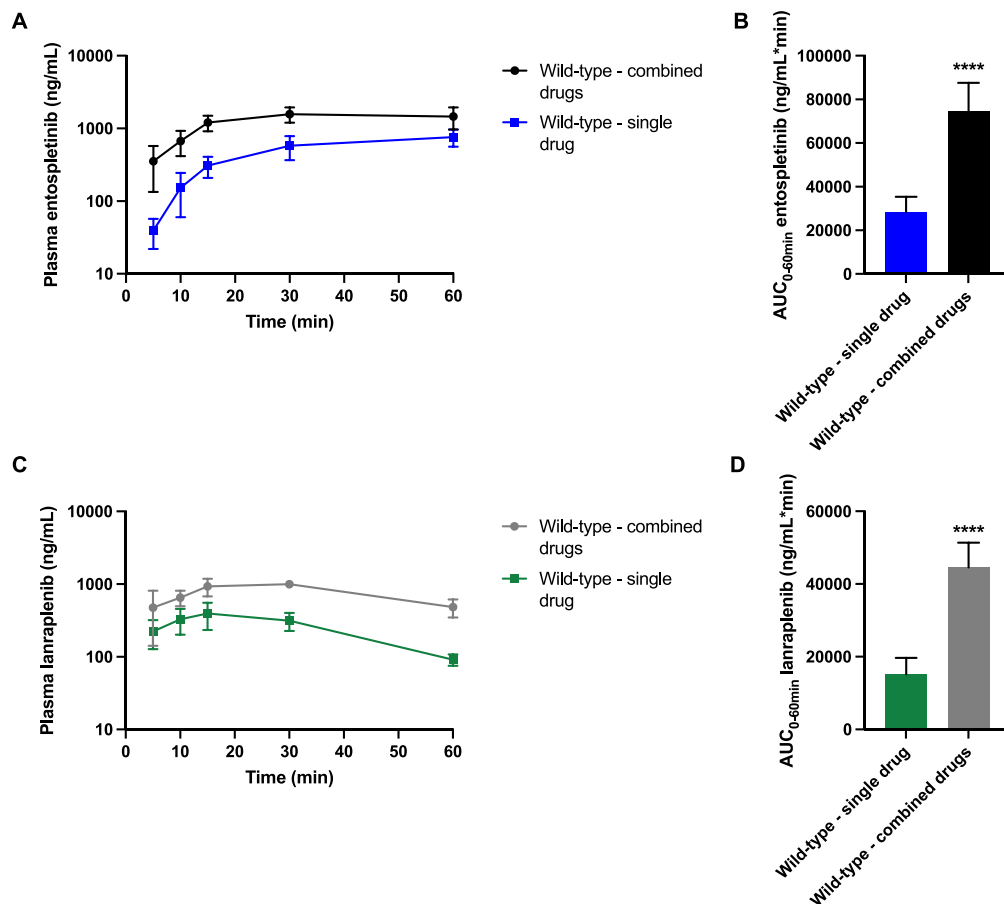 A
Plasma entospletinib (ng/mL)
10000
1000
100
10
0
10
20
30
40
50
60
Time (min)
Wild-type - combined
drugs
Wild-type - single
drug
B
AUC0-60min entospletinib (ng/mL*min)
100000
80000
60000
40000
20000
0
****
Wild-type - single drug
Wild-type - combined drugs
C
Plasma lanraplenib (ng/mL)
10000
1000
100
10
0
10
20
30
40
50
60
Time (min)
Wild-type - combined
drugs
Wild-type - single
drug
D
AUC0-60min lanraplenib (ng/mL*min)
60000
40000
20000
0
****
Wild-type - single drug
Wild-type - combined drugs